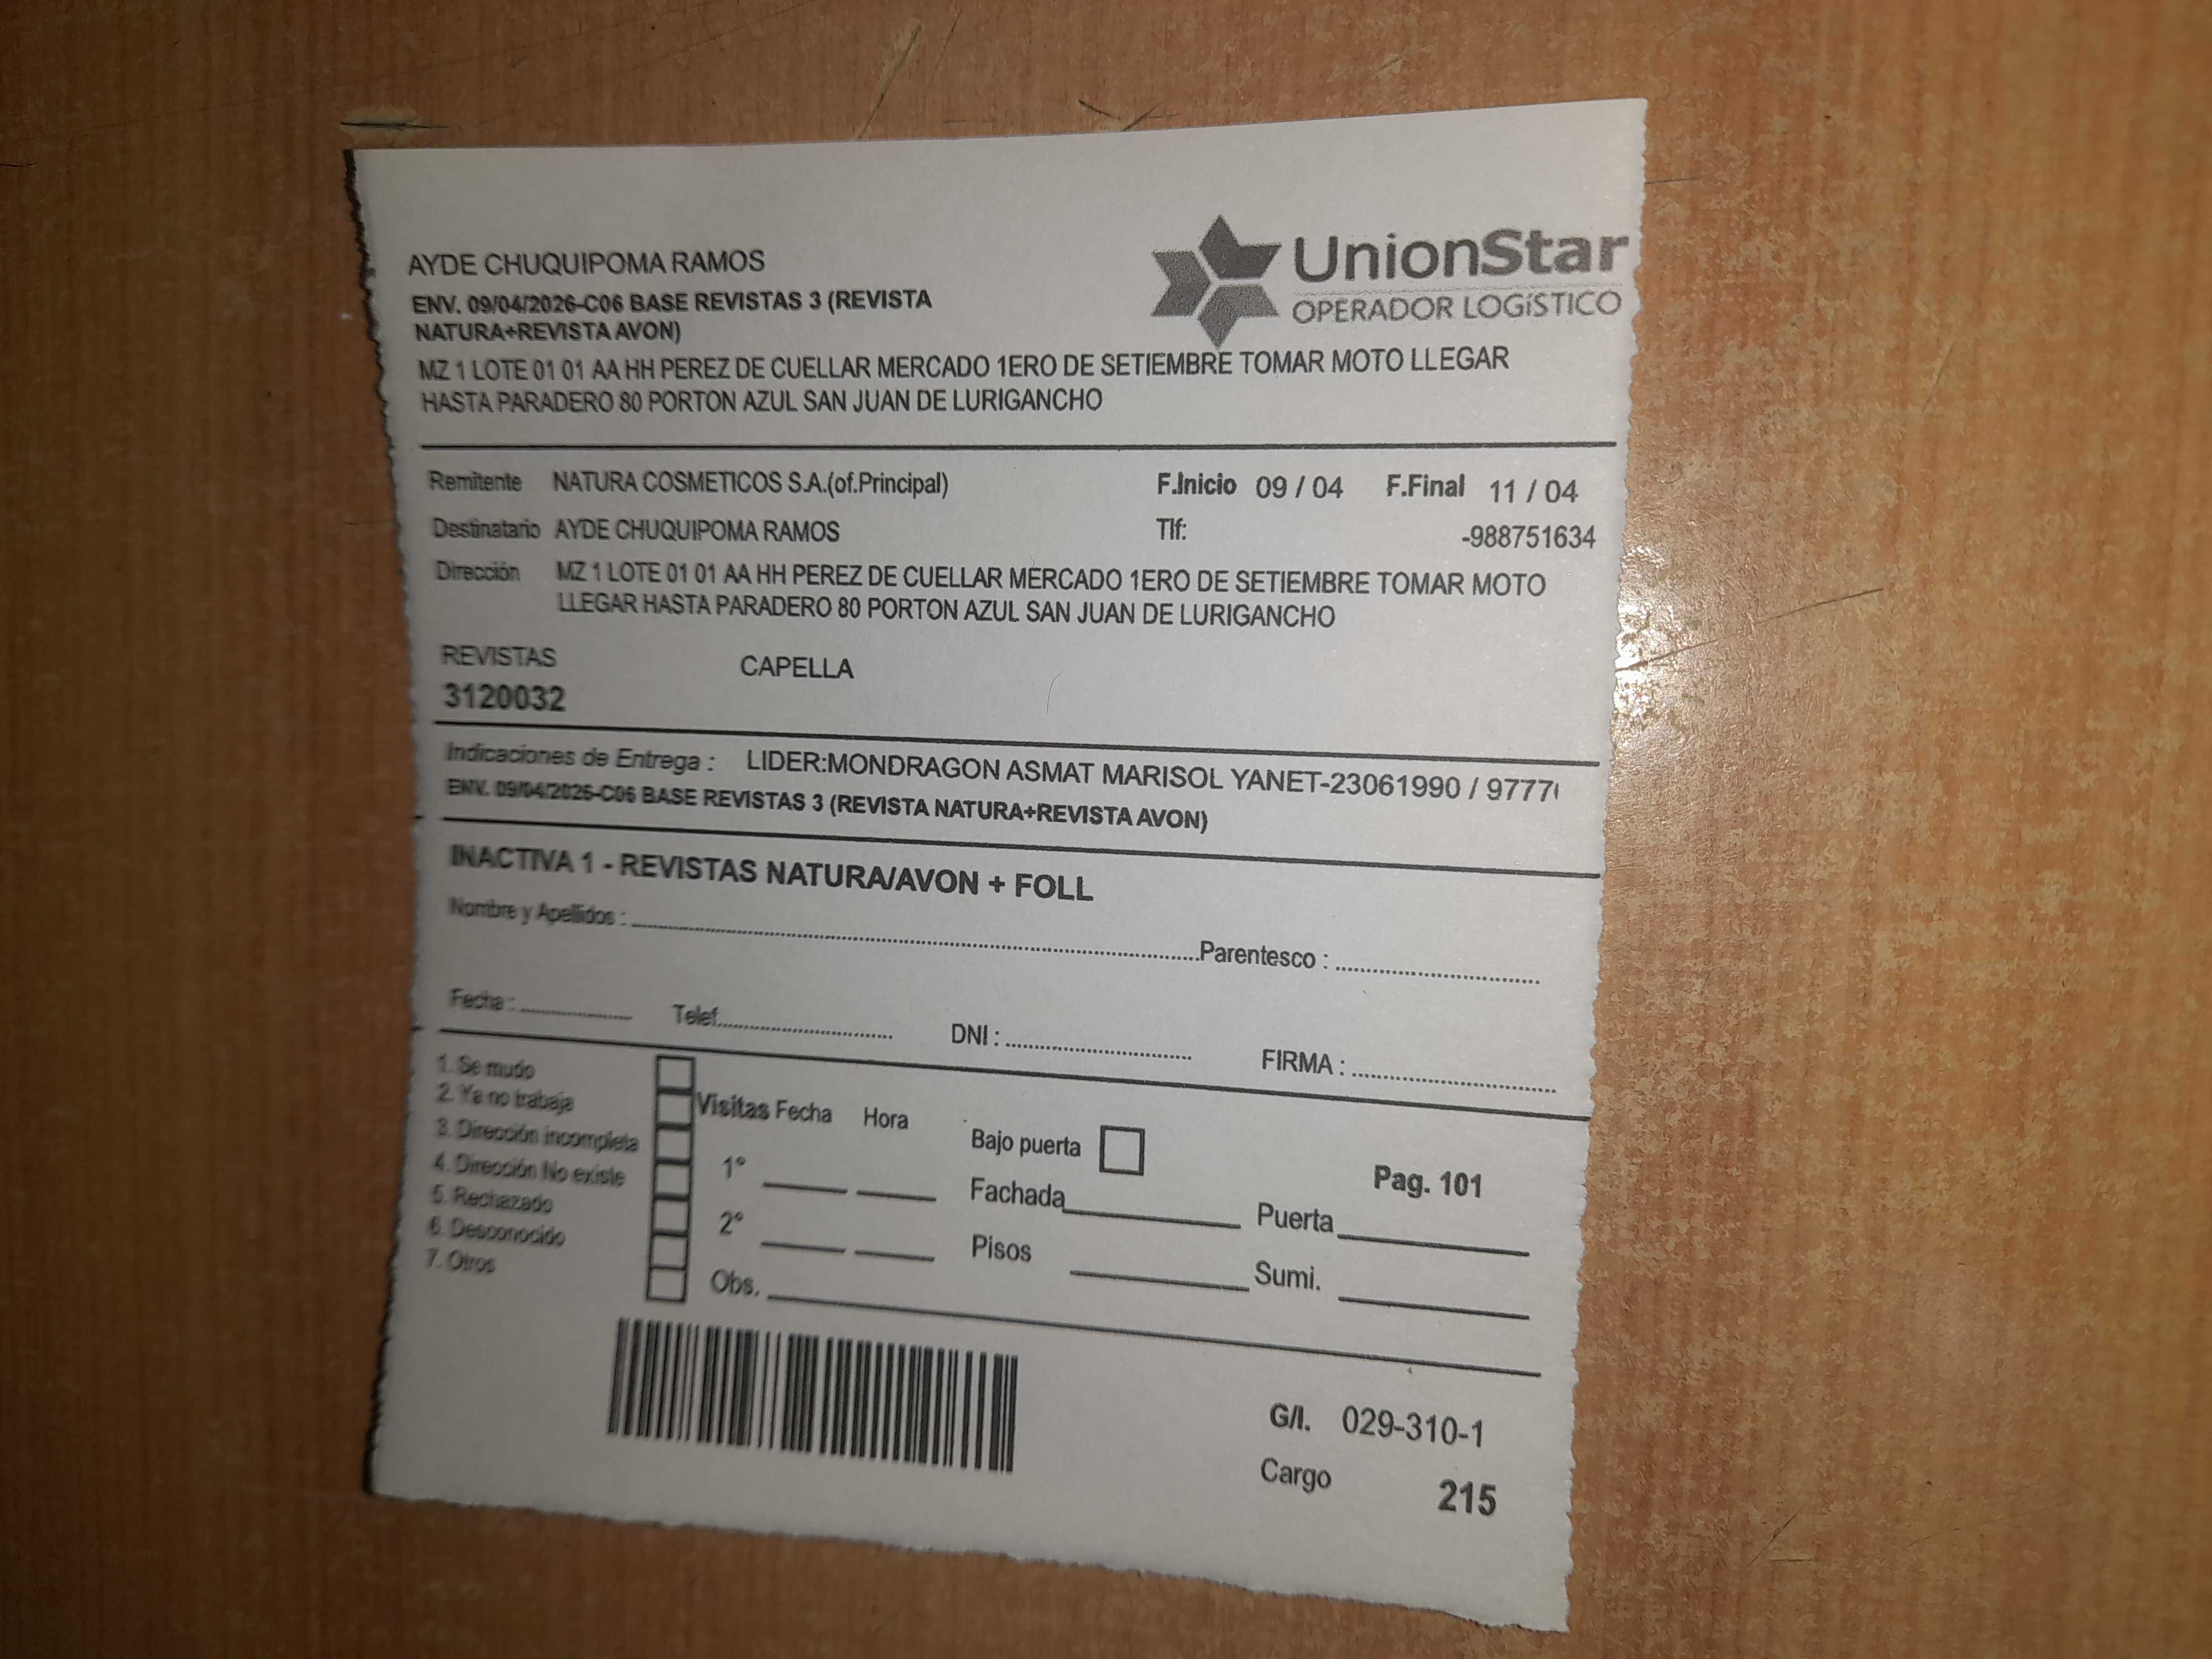 AYDE CHUQUIPOMA RAMOS
UnionStar
OPERADOR LOGíSTICO
ENV. 09/04/2026-C06 BASE REVISTAS 3 (REVISTA
NATURA+REVISTA AVON)
MZ 1 LOTE 01 01 AA HH PEREZ DE CUELLAR MERCADO 1ERO DE SETIEMBRE TOMAR MOTO LLEGAR
HASTA PARADERO 80 PORTON AZUL SAN JUAN DE LURIGANCHO
Remitente NATURA COSMETICOS S.A.(of.Principal) F.Inicio 09 / 04 F.Final 11 / 04
Destinatario AYDE CHUQUIPOMA RAMOS Tlf: -988751634
Dirección MZ 1 LOTE 01 01 AA HH PEREZ DE CUELLAR MERCADO 1ERO DE SETIEMBRE TOMAR MOTO
LLEGAR HASTA PARADERO 80 PORTON AZUL SAN JUAN DE LURIGANCHO
REVISTAS CAPELLA
3120032
Indicaciones de Entrega : LIDER:MONDRAGON ASMAT MARISOL YANET-23061990 / 9777
ENV. 09/04/2026-C06 BASE REVISTAS 3 (REVISTA NATURA+REVISTA AVON)
INACTIVA 1 - REVISTAS NATURA/AVON + FOLL
Nombre y Apellidos : Parentesco :
Fecha : Telef. DNI : FIRMA :
1. Se mudo
2. Ya no trabaja
3. Dirección incompleta
4. Dirección No existe
5. Rechazado
6. Desconocido
7. Otros
Visitas Fecha Hora
1°
2°
Obs.
Bajo puerta
Fachada
Pisos
Pag. 101
Puerta
Sumi.
G/I. 029-310-1
Cargo 215